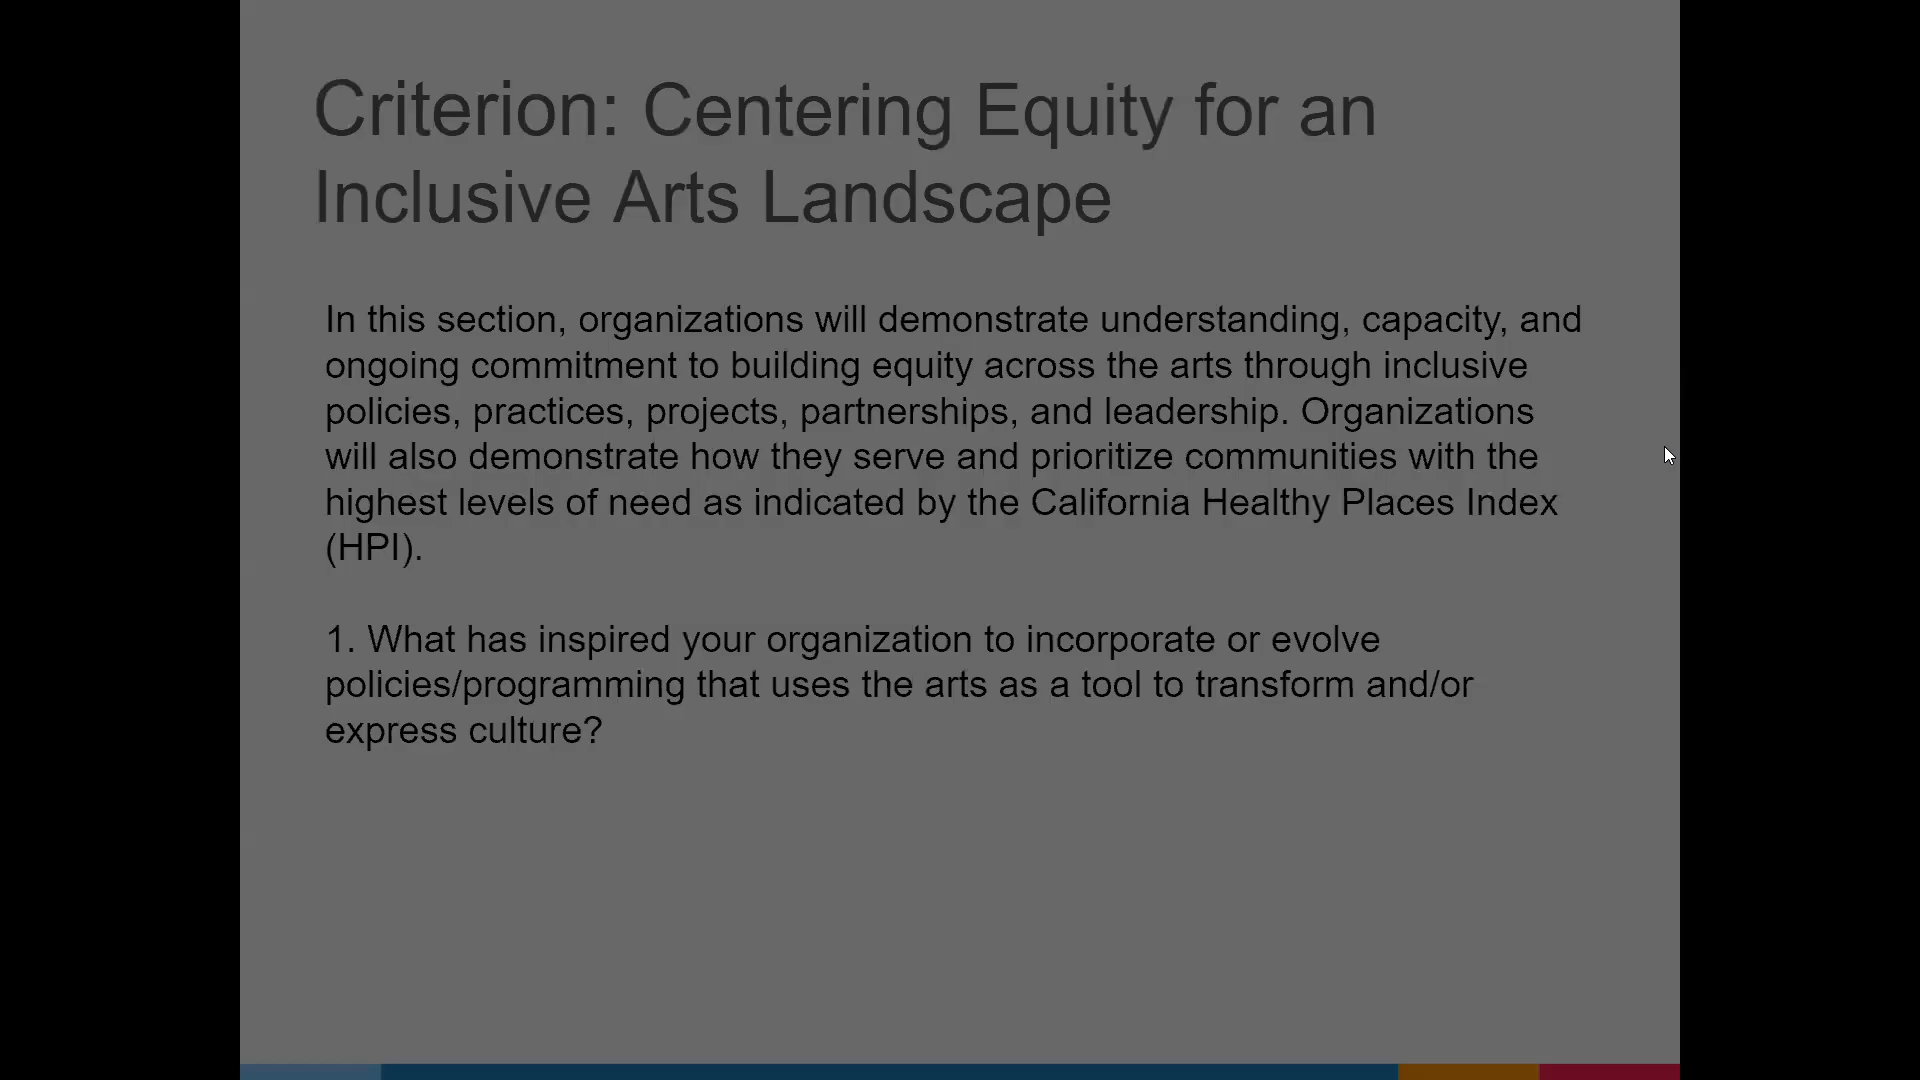 Criterion: Centering Equity for an
Inclusive Arts Landscape
In this section, organizations will demonstrate understanding, capacity, and
ongoing commitment to building equity across the arts through inclusive
policies, practices, projects, partnerships, and leadership. Organizations
will also demonstrate how they serve and prioritize communities with the
highest levels of need as indicated by the California Healthy Places Index
(HPI).
1. What has inspired your organization to incorporate or evolve
policies/programming that uses the arts as a tool to transform and/or
express culture?